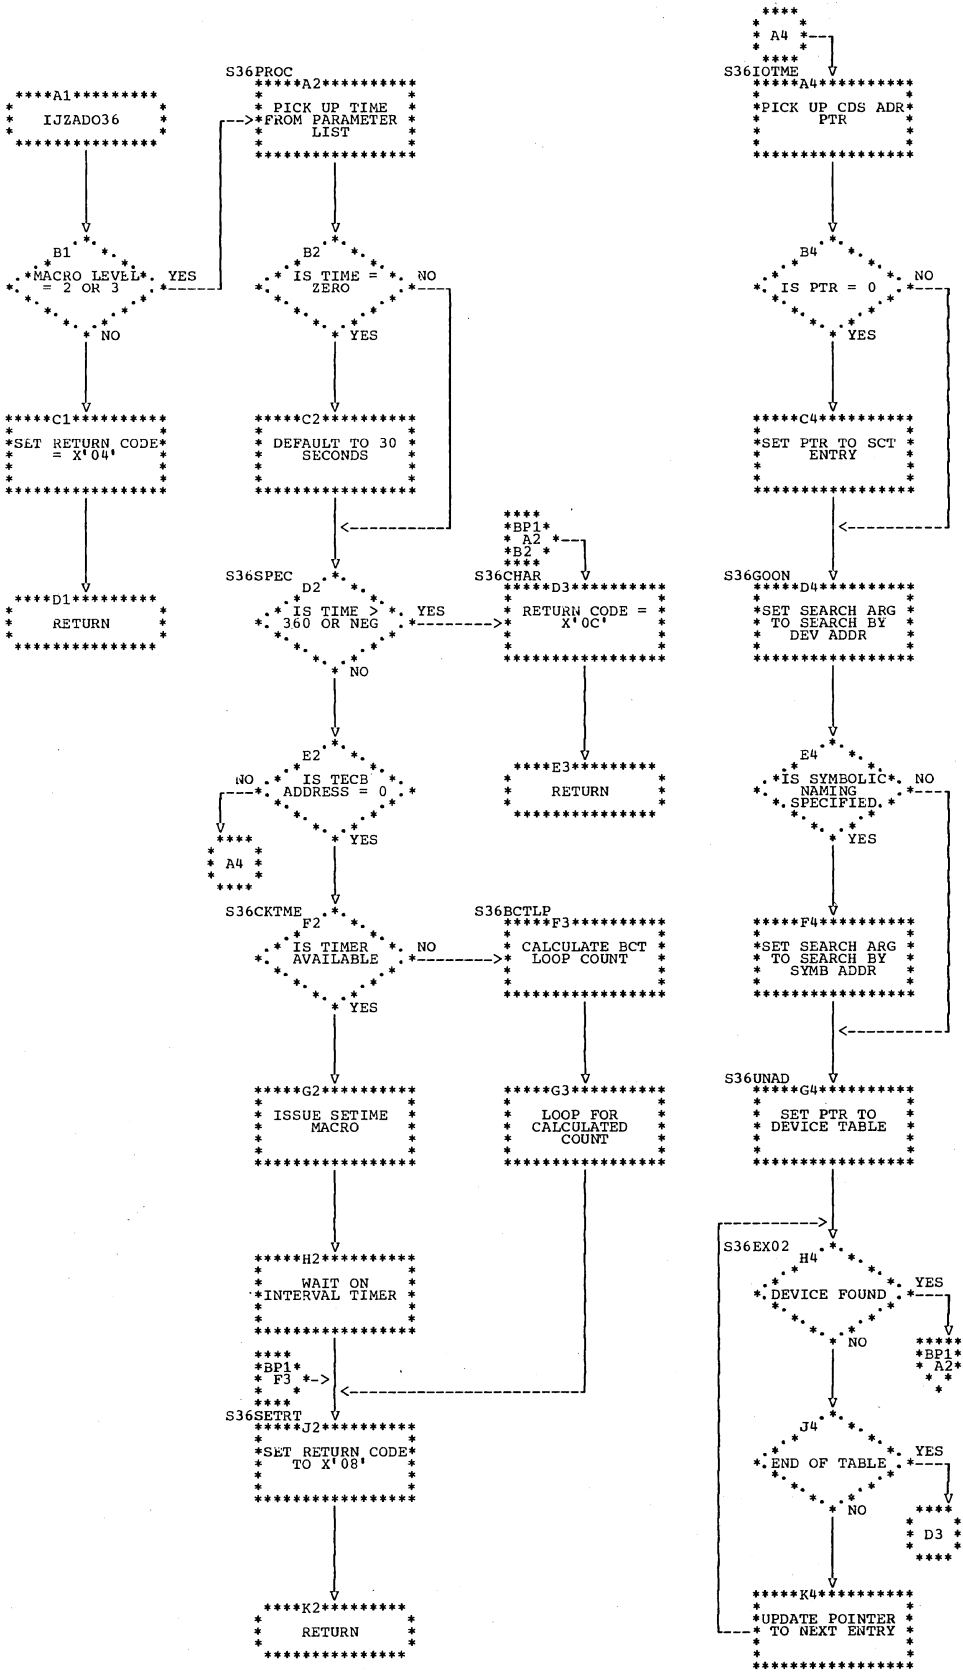 A1
IJZADO36
B1
MACRO LEVEL
= 2 OR 3
YES
NO
C1
SET RETURN CODE
= X'04'
D1
RETURN
S36PROC
A2
PICK UP TIME
FROM PARAMETER
LIST
B2
IS TIME =
ZERO
NO
YES
C2
DEFAULT TO 30
SECONDS
S36SPEC
D2
IS TIME >
360 OR NEG
YES
NO
E2
IS TECB
ADDRESS = 0
NO
YES
A4
S36CKTME
F2
IS TIMER
AVAILABLE
NO
YES
G2
ISSUE SETIME
MACRO
H2
WAIT ON
INTERVAL TIMER
BP1
F3
S36SETRT
J2
SET RETURN CODE
TO X'08'
K2
RETURN
BP1
A2
B2
S36CHAR
D3
RETURN CODE =
X'0C'
E3
RETURN
S36BCTLP
F3
CALCULATE BCT
LOOP COUNT
G3
LOOP FOR
CALCULATED
COUNT
A4
S36IOTME
A4
PICK UP CDS ADR
PTR
B4
IS PTR = 0
NO
YES
C4
SET PTR TO SCT
ENTRY
S36GOON
D4
SET SEARCH ARG
TO SEARCH BY
DEV ADDR
E4
IS SYMBOLIC
NAMING
SPECIFIED
NO
YES
F4
SET SEARCH ARG
TO SEARCH BY
SYMB ADDR
S36UNAD
G4
SET PTR TO
DEVICE TABLE
S36EX02
H4
DEVICE FOUND
YES
NO
BP1
A2
J4
END OF TABLE
YES
NO
D3
K4
UPDATE POINTER
TO NEXT ENTRY